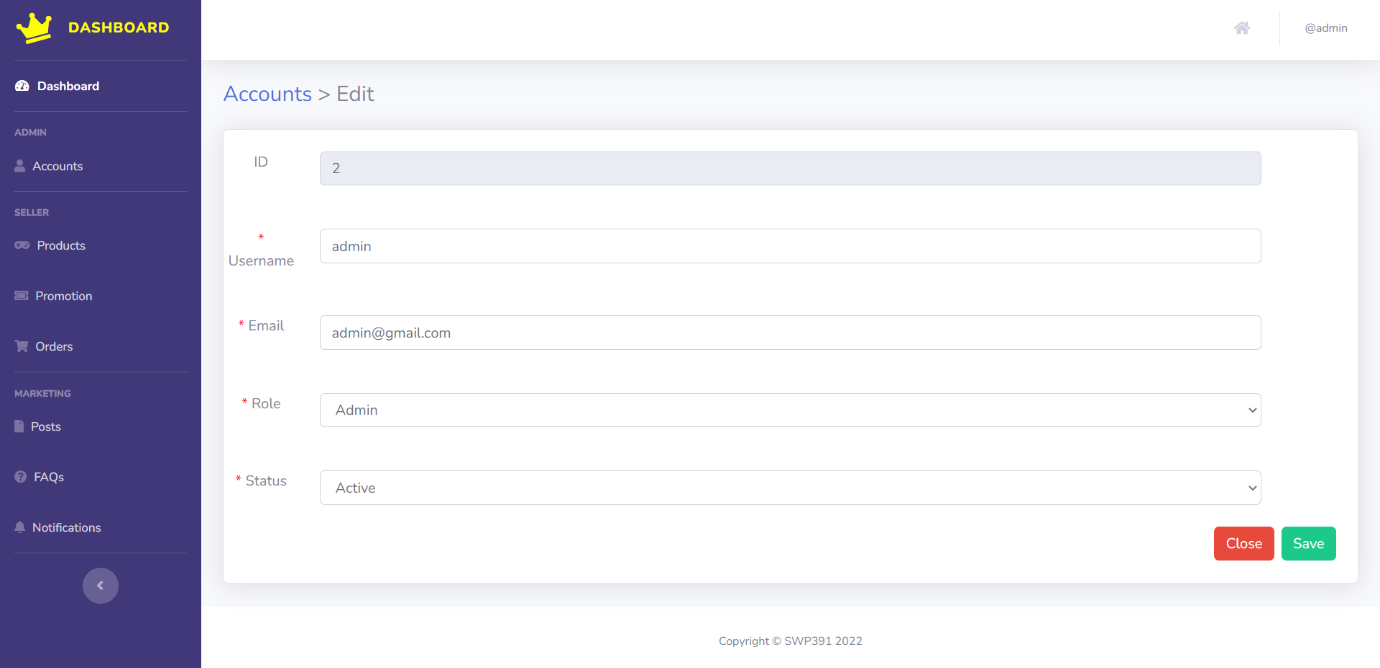 DASHBOARD
@admin
Dashboard
Accounts > Edit
ADMIN
Accounts
SELLER
Products
Promotion
Orders
MARKETING
Posts
FAQs
Notifications
ID
2
*
Username
admin
* Email
admin@gmail.com
* Role
Admin
* Status
Active
Close Save
Copyright © SWP391 2022